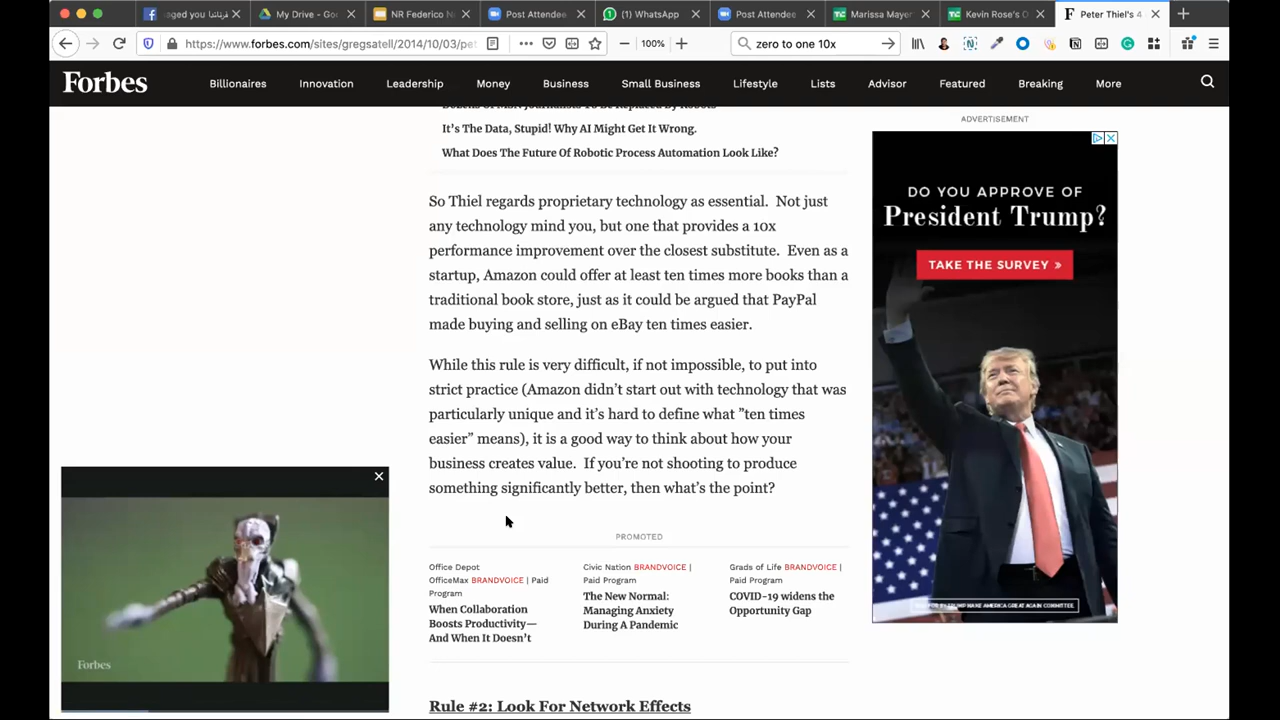 aged you قرنائنا
My Drive - Goo
NR Federico N
Post Attendee
(1) WhatsApp
Post Attendee
Marissa Mayer
Kevin Rose's O
Peter Thiel's 4
https://www.forbes.com/sites/gregsatell/2014/10/03/pet
100%
zero to one 10x
Forbes
Billionaires
Innovation
Leadership
Money
Business
Small Business
Lifestyle
Lists
Advisor
Featured
Breaking
More
Dozens Of MSN Journalists To Be Replaced By Robots
It's The Data, Stupid! Why AI Might Get It Wrong.
What Does The Future Of Robotic Process Automation Look Like?
So Thiel regards proprietary technology as essential. Not just
any technology mind you, but one that provides a 10x
performance improvement over the closest substitute. Even as a
startup, Amazon could offer at least ten times more books than a
traditional book store, just as it could be argued that PayPal
made buying and selling on eBay ten times easier.
While this rule is very difficult, if not impossible, to put into
strict practice (Amazon didn't start out with technology that was
particularly unique and it's hard to define what "ten times
easier" means), it is a good way to think about how your
business creates value. If you're not shooting to produce
something significantly better, then what's the point?
PROMOTED
Office Depot
OfficeMax BRANDVOICE | Paid
Program
When Collaboration
Boosts Productivity—
And When It Doesn't
Civic Nation BRANDVOICE |
Paid Program
The New Normal:
Managing Anxiety
During A Pandemic
Grads of Life BRANDVOICE |
Paid Program
COVID-19 widens the
Opportunity Gap
Rule #2: Look For Network Effects
Forbes
ADVERTISEMENT
DO YOU APPROVE OF
President Trump?
TAKE THE SURVEY »
PAID FOR BY TRUMP MAKE AMERICA GREAT AGAIN COMMITTEE.